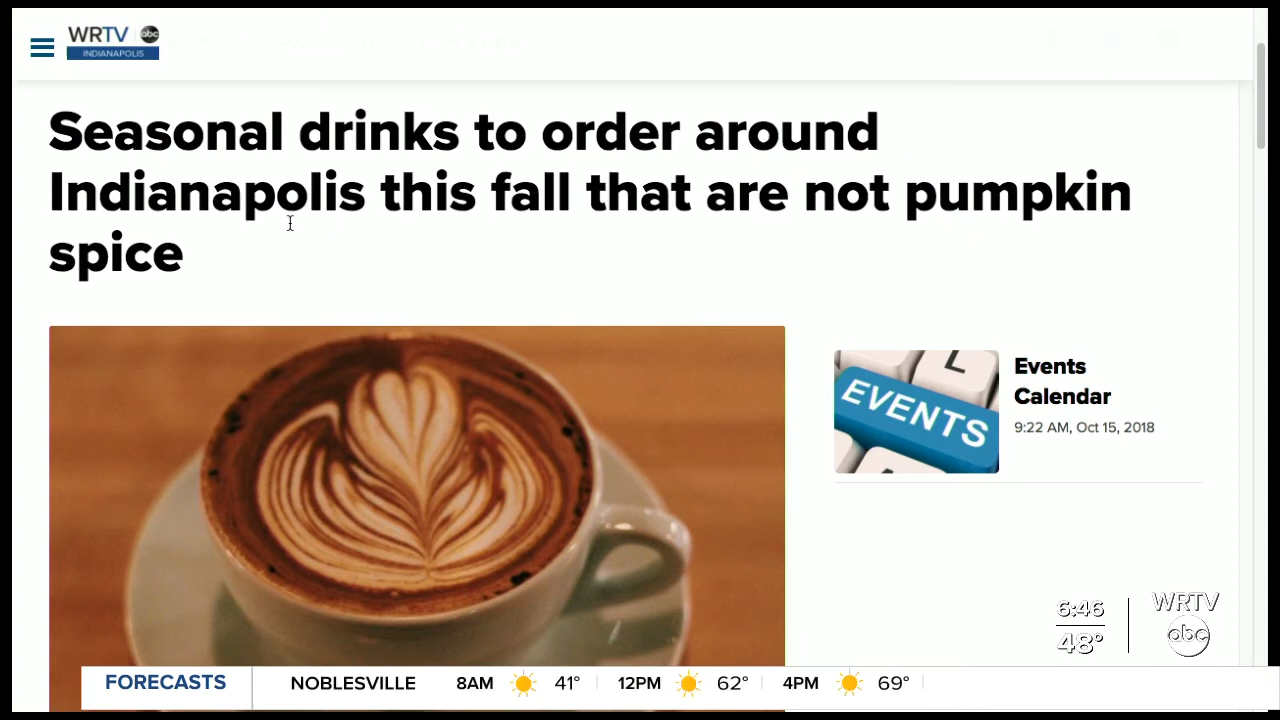 WRTV abc
INDIANAPOLIS
Seasonal drinks to order around
Indianapolis this fall that are not pumpkin
spice
L
EVENTS
A
Events
Calendar
9:22 AM, Oct 15, 2018
6:46
48°
WRTV
abc
FORECASTS NOBLESVILLE 8AM 41° 12PM 62° 4PM 69°